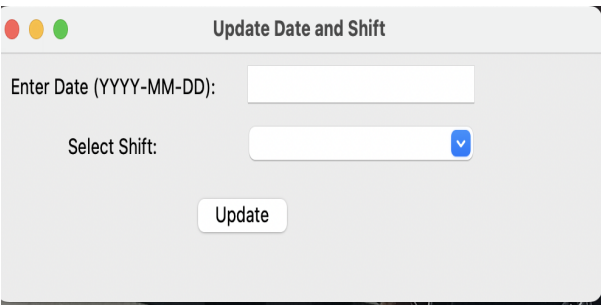 Update Date and Shift
Enter Date (YYYY-MM-DD):
Select Shift:
Update